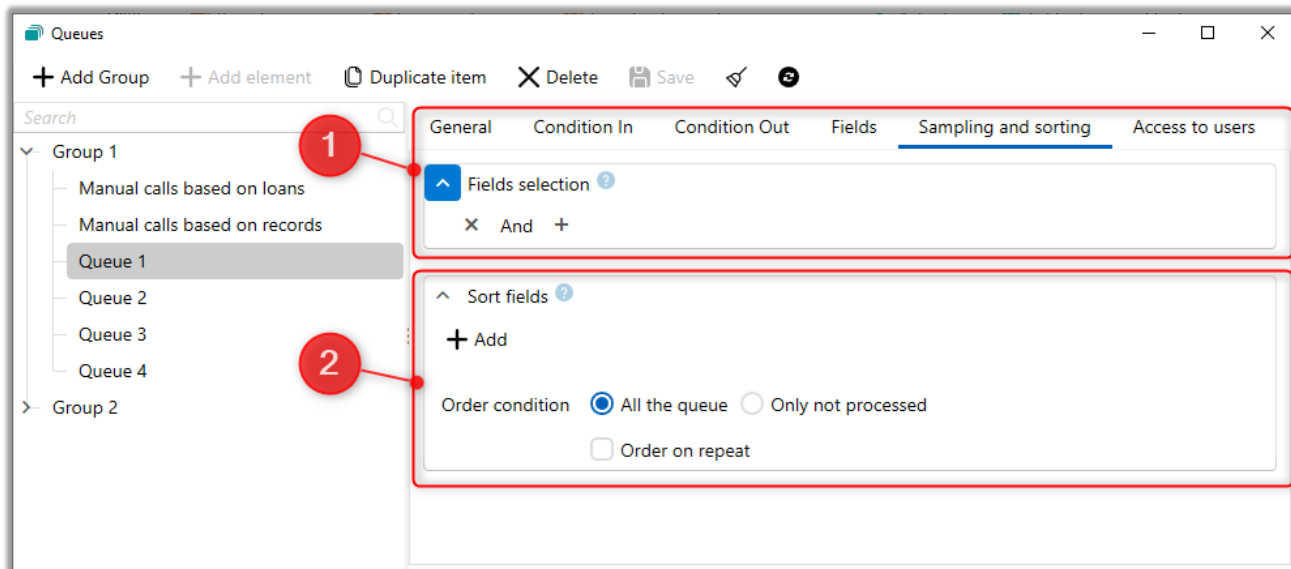 Queues
Add Group Add element Duplicate item Delete Save
Search
General Condition In Condition Out Fields Sampling and sorting Access to users
Group 1
Manual calls based on loans
Manual calls based on records
Queue 1
Queue 2
Queue 3
Queue 4
Group 2
1
Fields selection ?
And
2
Sort fields ?
Add
Order condition All the queue Only not processed
Order on repeat